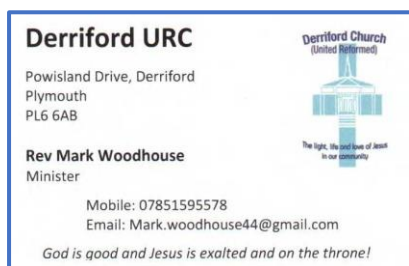 Derriford URC
Derriford Church
(United Reformed)
Powisland Drive, Derriford
Plymouth
PL6 6AB
The light, life and love of Jesus
in our community
Rev Mark Woodhouse
Minister
Mobile: 07851595578
Email: Mark.woodhouse44@gmail.com
God is good and Jesus is exalted and on the throne!